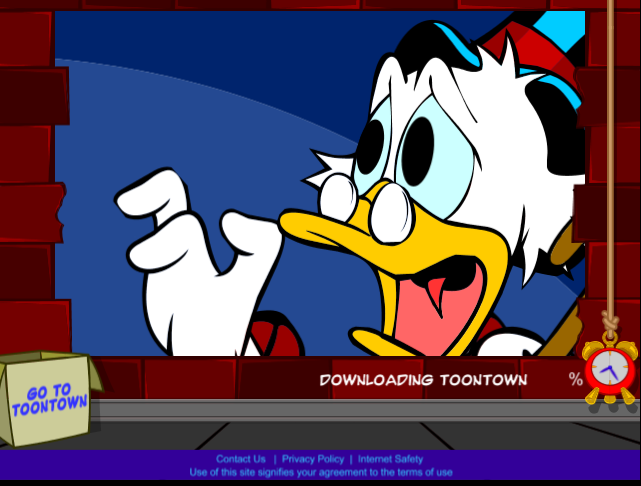 DOWNLOADING TOONTOWN %
GO TO
TOONTOWN
Contact Us | Privacy Policy | Internet Safety
Use of this site signifies your agreement to the terms of use